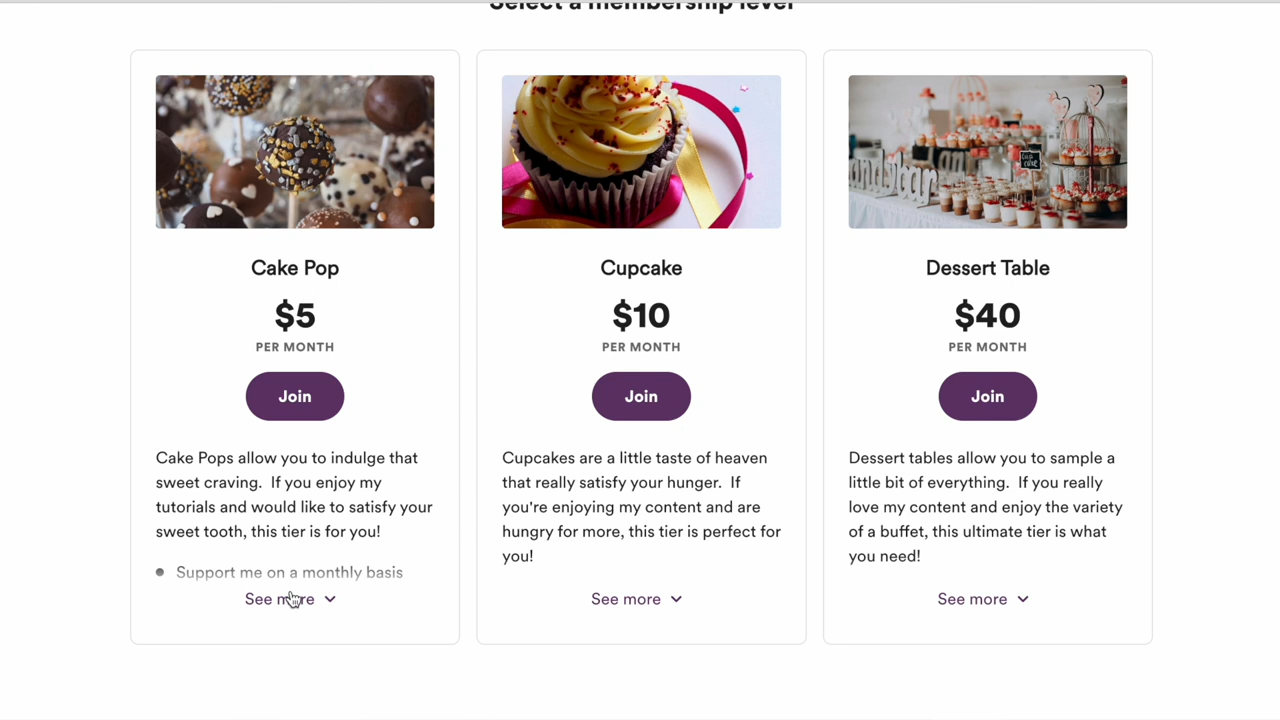 Select a membership level
Cake Pop
$5
PER MONTH
Join
Cake Pops allow you to indulge that
sweet craving.  If you enjoy my
tutorials and would like to satisfy your
sweet tooth, this tier is for you!
Support me on a monthly basis
See more
Cupcake
$10
PER MONTH
Join
Cupcakes are a little taste of heaven
that really satisfy your hunger.  If
you're enjoying my content and are
hungry for more, this tier is perfect for
you!
See more
Dessert Table
$40
PER MONTH
Join
Dessert tables allow you to sample a
little bit of everything.  If you really
love my content and enjoy the variety
of a buffet, this ultimate tier is what
you need!
See more